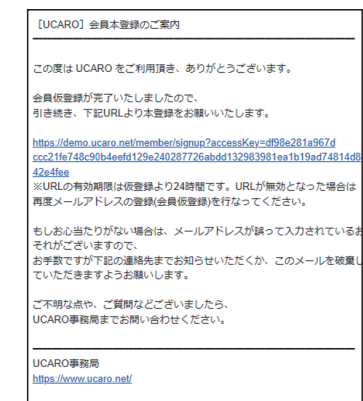 ［UCARO］会員本登録のご案内
この度は UCARO をご利用頂き、ありがとうございます。
会員仮登録が完了いたしましたので、
引き続き、下記URLより本登録をお願いいたします。
https://demo.ucaro.net/member/signup?accessKey=df98e281a967d
ccc21fe748c90b4eefd129e240287726abdd132983981ea1b19ad74814d8
42e4fee
※URLの有効期限は仮登録より24時間です。URLが無効となった場合は
再度メールアドレスの登録(会員仮登録)を行なってください。
もしお心当たりがない場合は、メールアドレスが誤って入力されているお
それがございますので、
お手数ですが下記の連絡先までお知らせいただくか、このメールを破棄し
ていただきますようお願いします。
ご不明な点や、ご質問などございましたら、
UCARO事務局までお問い合わせください。
UCARO事務局
https://www.ucaro.net/